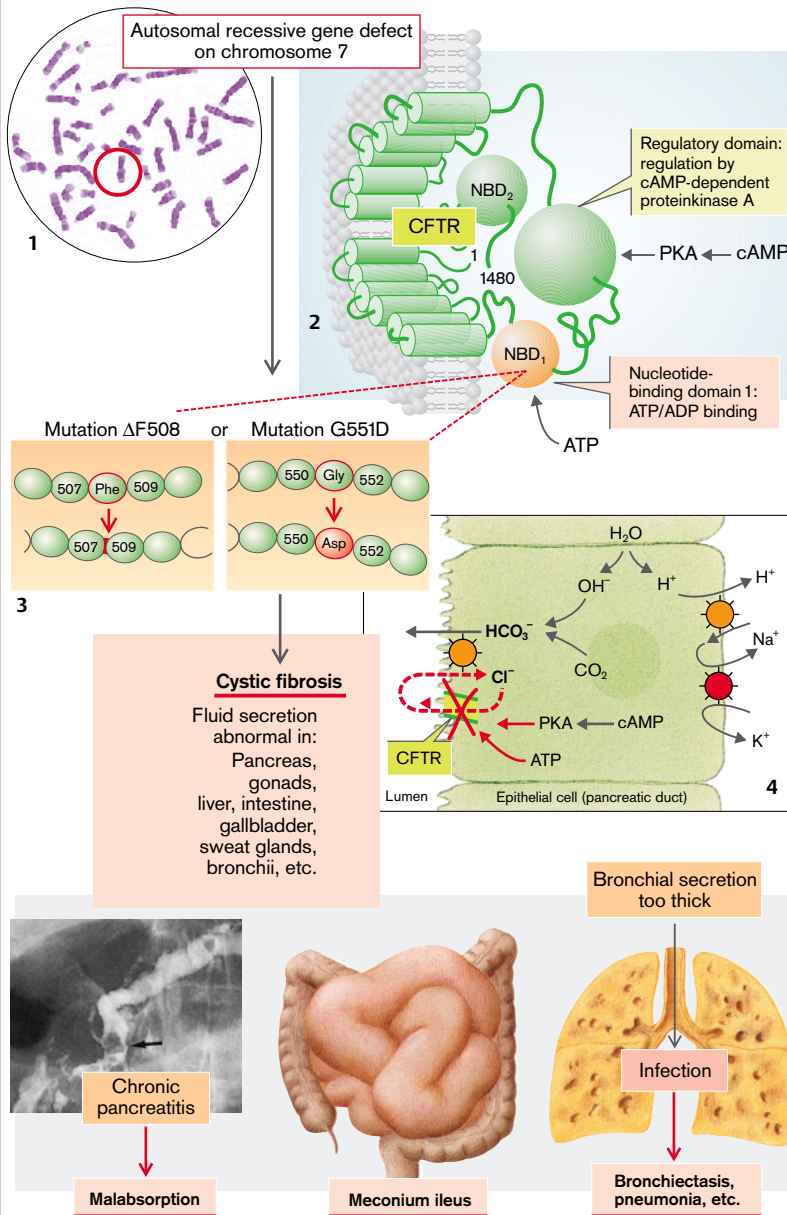 Autosomal recessive gene defect
on chromosome 7
1
Regulatory domain:
regulation by
cAMP-dependent
proteinkinase A
NBD2
CFTR
1
1480
PKA
cAMP
2
NBD1
Nucleotide-
binding domain 1:
ATP/ADP binding
ATP
Mutation ΔF508 or Mutation G551D
507 Phe 509
507 509
550 Gly 552
550 Asp 552
3
H2O
OH−
H+
H+
HCO3−
CO2
Na+
Cl−
PKA
cAMP
K+
CFTR
ATP
Lumen
Epithelial cell (pancreatic duct)
4
Cystic fibrosis
Fluid secretion
abnormal in:
Pancreas,
gonads,
liver, intestine,
gallbladder,
sweat glands,
bronchii, etc.
Bronchial secretion
too thick
Chronic
pancreatitis
Infection
Malabsorption
Meconium ileus
Bronchiectasis,
pneumonia, etc.